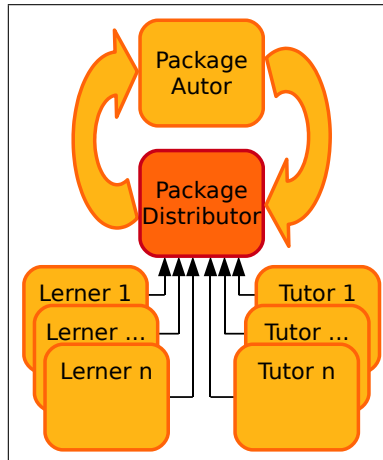 Package
Autor
Package
Distributor
Lerner 1
Lerner ...
Lerner n
Tutor 1
Tutor ...
Tutor n